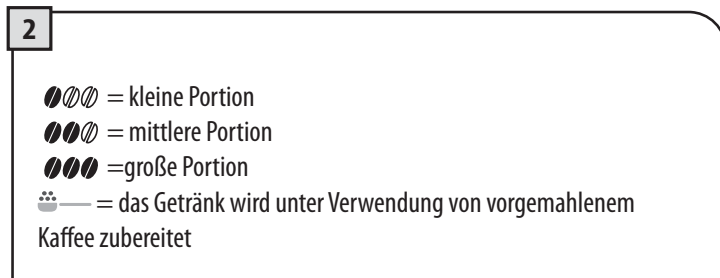 2
= kleine Portion
= mittlere Portion
=große Portion
= das Getränk wird unter Verwendung von vorgemahlenem
Kaffee zubereitet